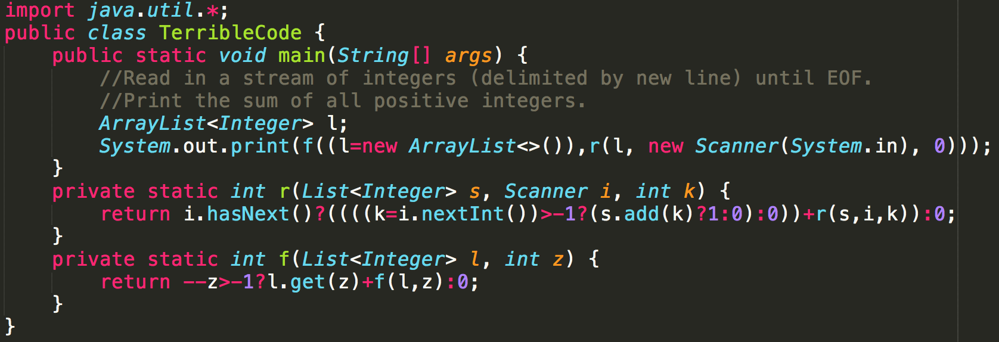 import java.util.*;
public class TerribleCode {
    public static void main(String[] args) {
        //Read in a stream of integers (delimited by new line) until EOF.
        //Print the sum of all positive integers.
        ArrayList<Integer> l;
        System.out.print(f((l=new ArrayList<>()),r(l, new Scanner(System.in), 0)));
    }
    private static int r(List<Integer> s, Scanner i, int k) {
        return i.hasNext()?((((k=i.nextInt())>-1?(s.add(k)?1:0):0))+r(s,i,k)):0;
    }
    private static int f(List<Integer> l, int z) {
        return --z>-1?l.get(z)+f(l,z):0;
    }
}